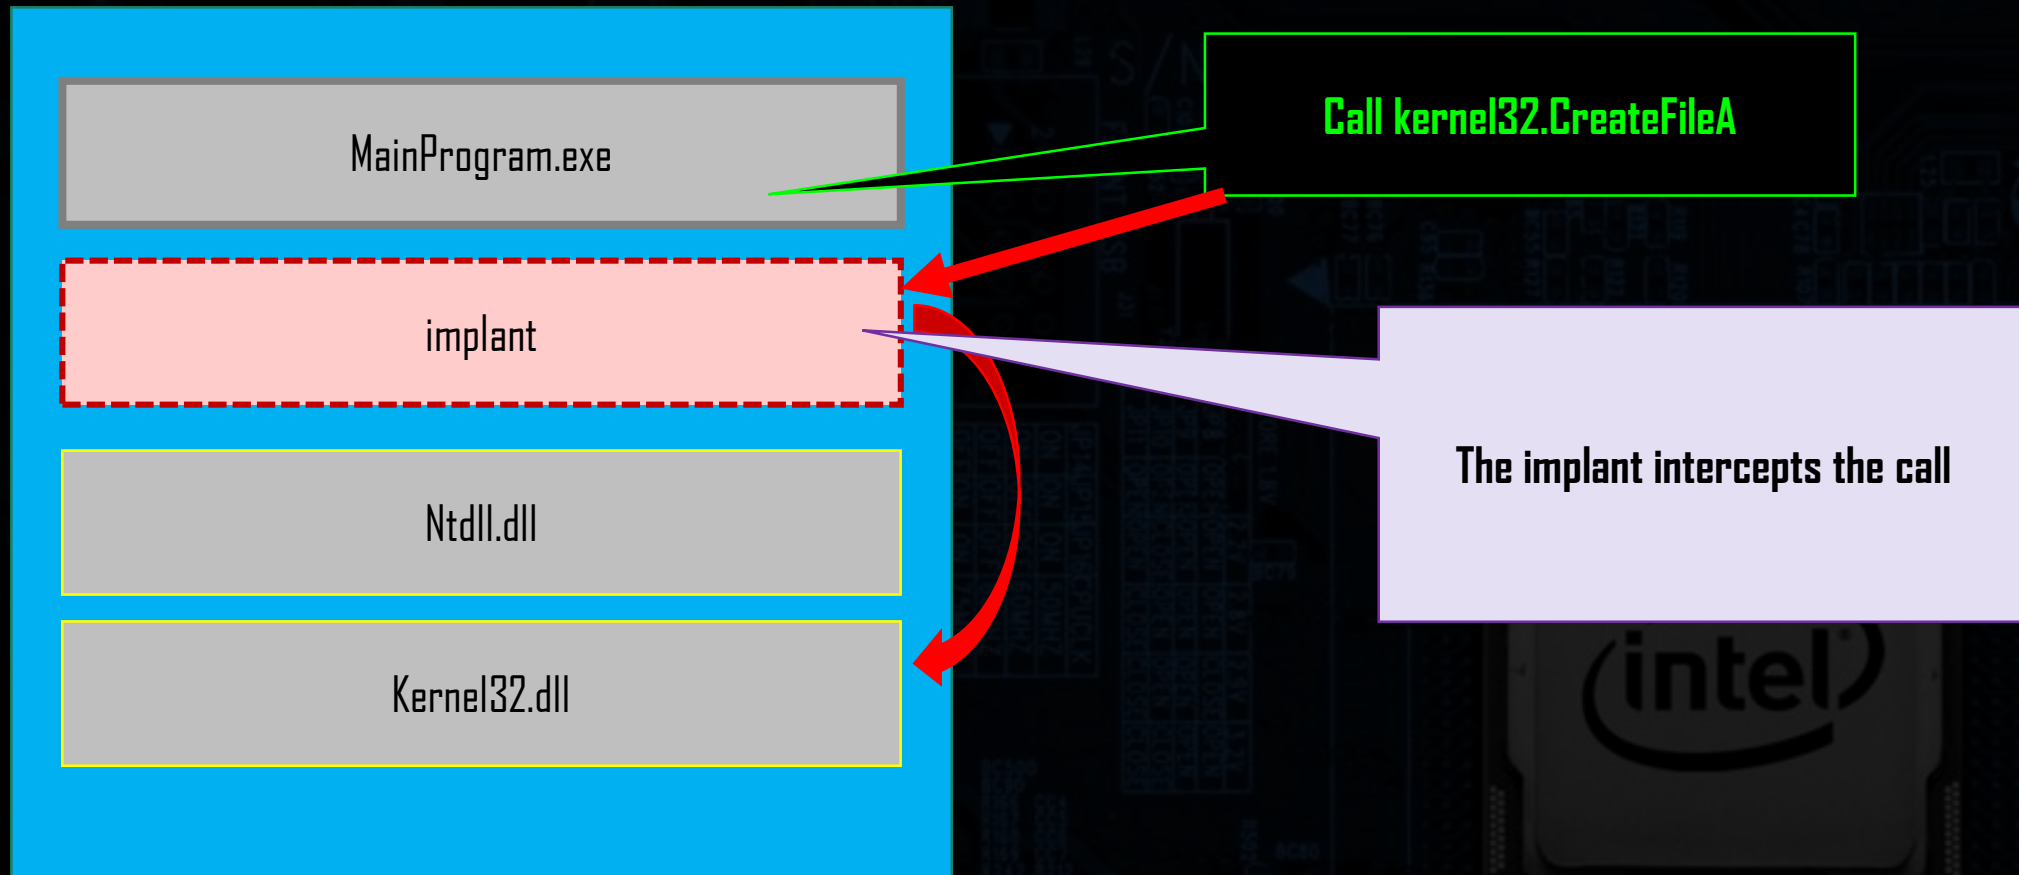 MainProgram.exe
Call kernel32.CreateFileA
implant
The implant intercepts the call
Ntdll.dll
Kernel32.dll
intel
S/N